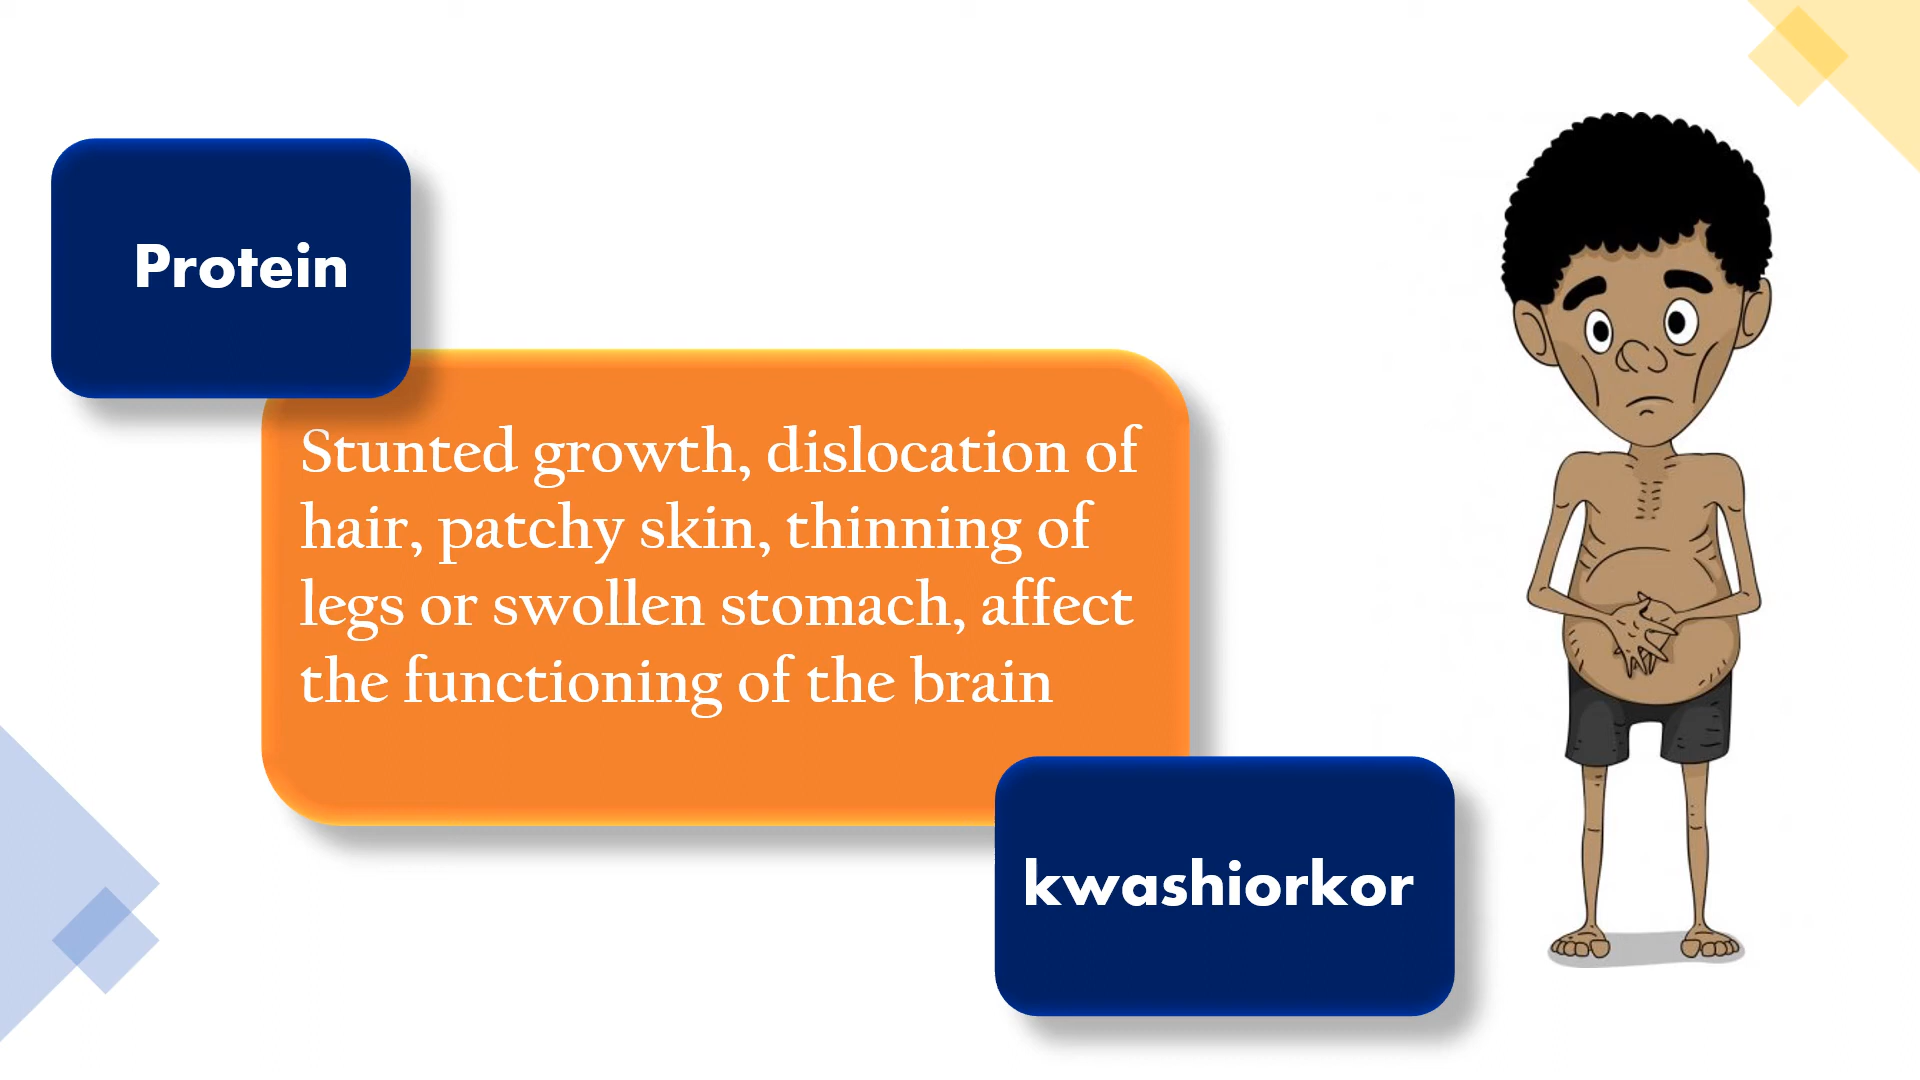 Protein
Stunted growth, dislocation of
hair, patchy skin, thinning of
legs or swollen stomach, affect
the functioning of the brain
kwashiorkor